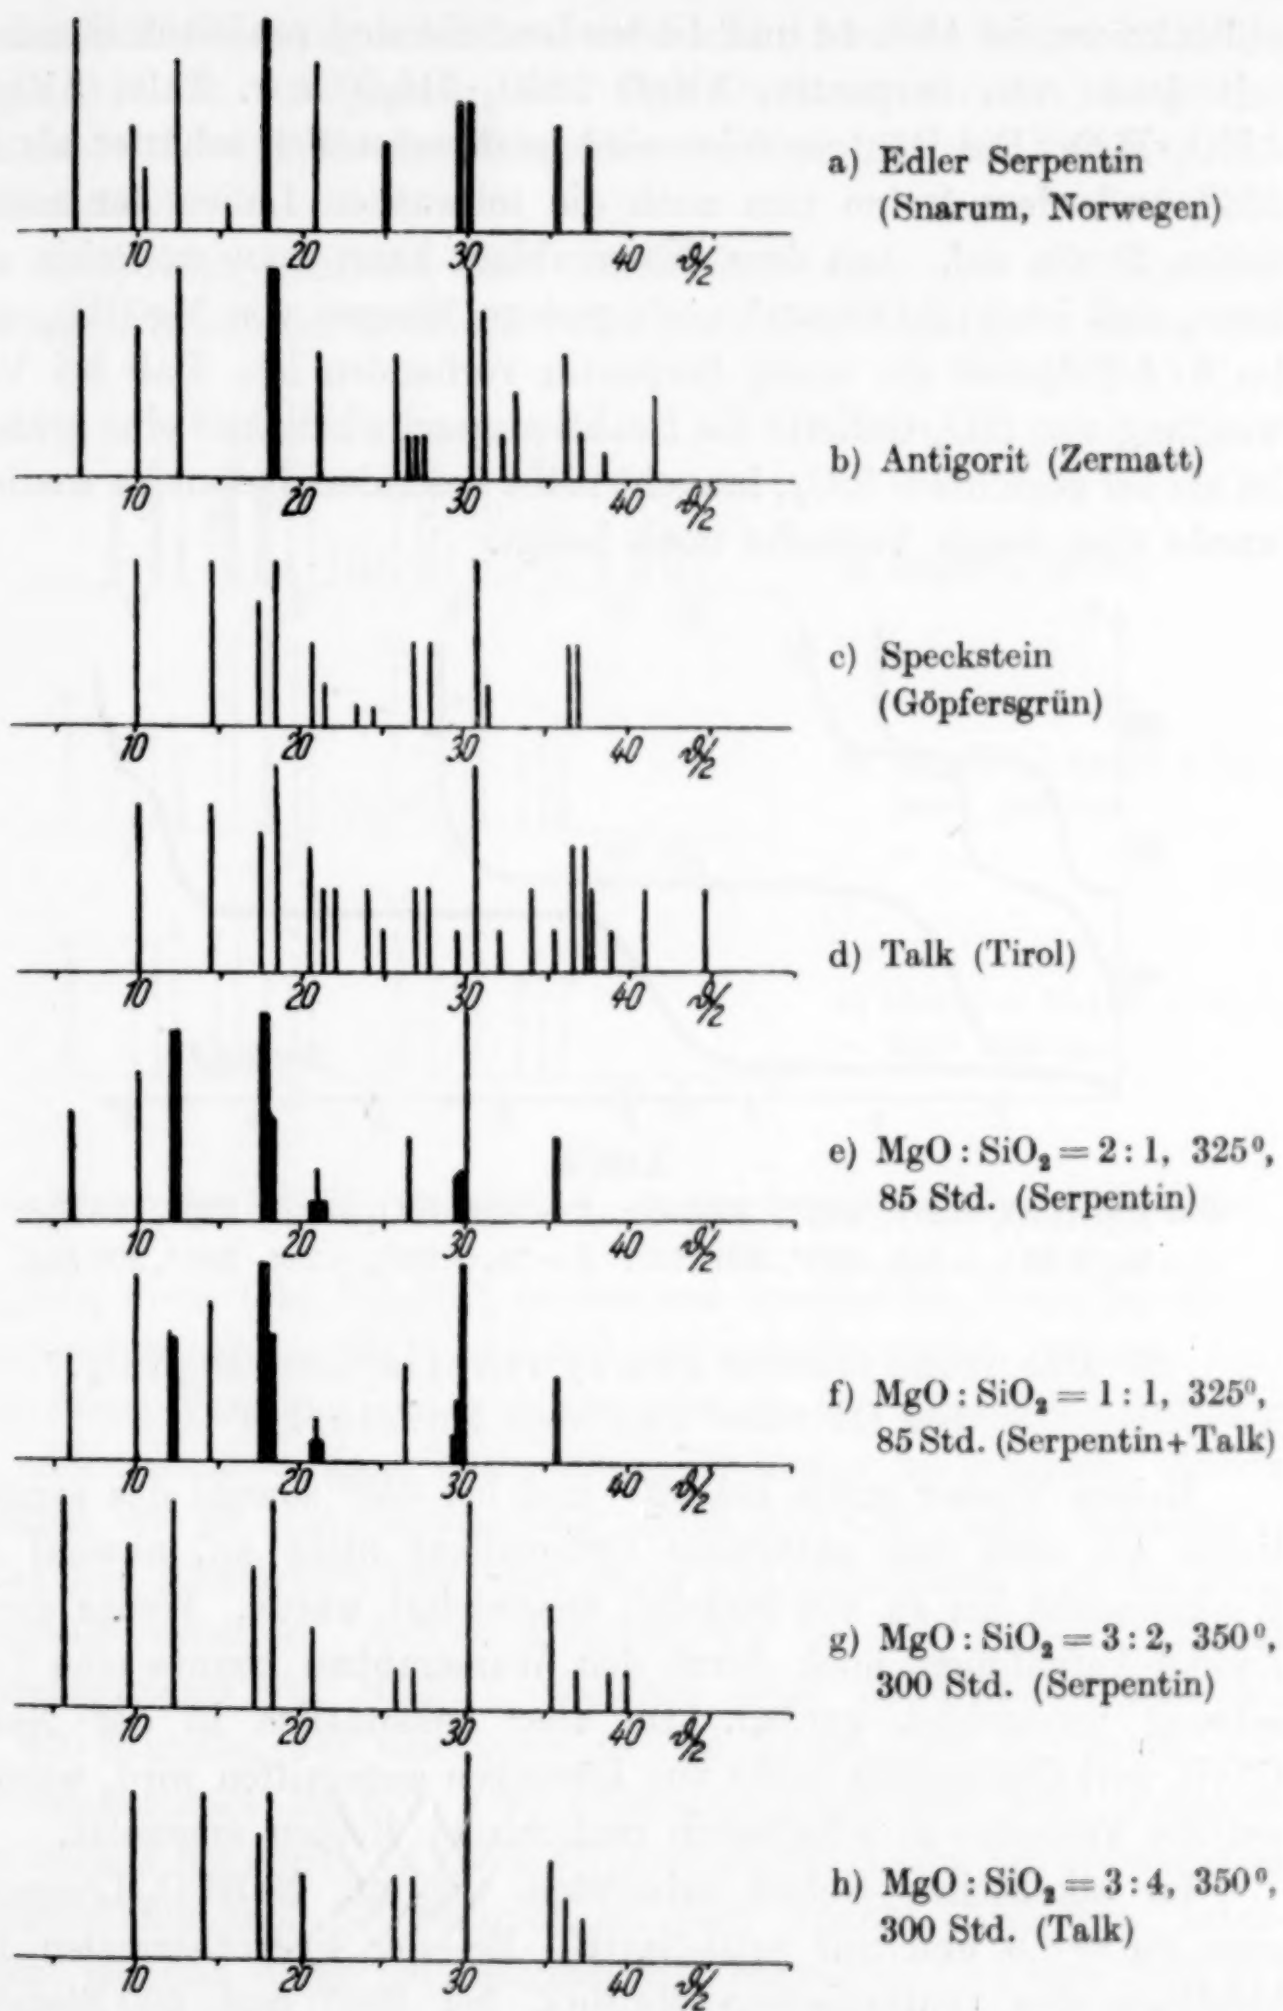 a) Edler Serpentin
(Snarum, Norwegen)
10 20 30 40 ϑ/2
b) Antigorit (Zermatt)
10 20 30 40 ϑ/2
c) Speckstein
(Göpfersgrün)
10 20 30 40 ϑ/2
d) Talk (Tirol)
10 20 30 40 ϑ/2
e) MgO : SiO₂ = 2 : 1, 325⁰,
85 Std. (Serpentin)
10 20 30 40 ϑ/2
f) MgO : SiO₂ = 1 : 1, 325⁰,
85 Std. (Serpentin+Talk)
10 20 30 40 ϑ/2
g) MgO : SiO₂ = 3 : 2, 350⁰,
300 Std. (Serpentin)
10 20 30 40 ϑ/2
h) MgO : SiO₂ = 3 : 4, 350⁰,
300 Std. (Talk)
10 20 30 40 ϑ/2